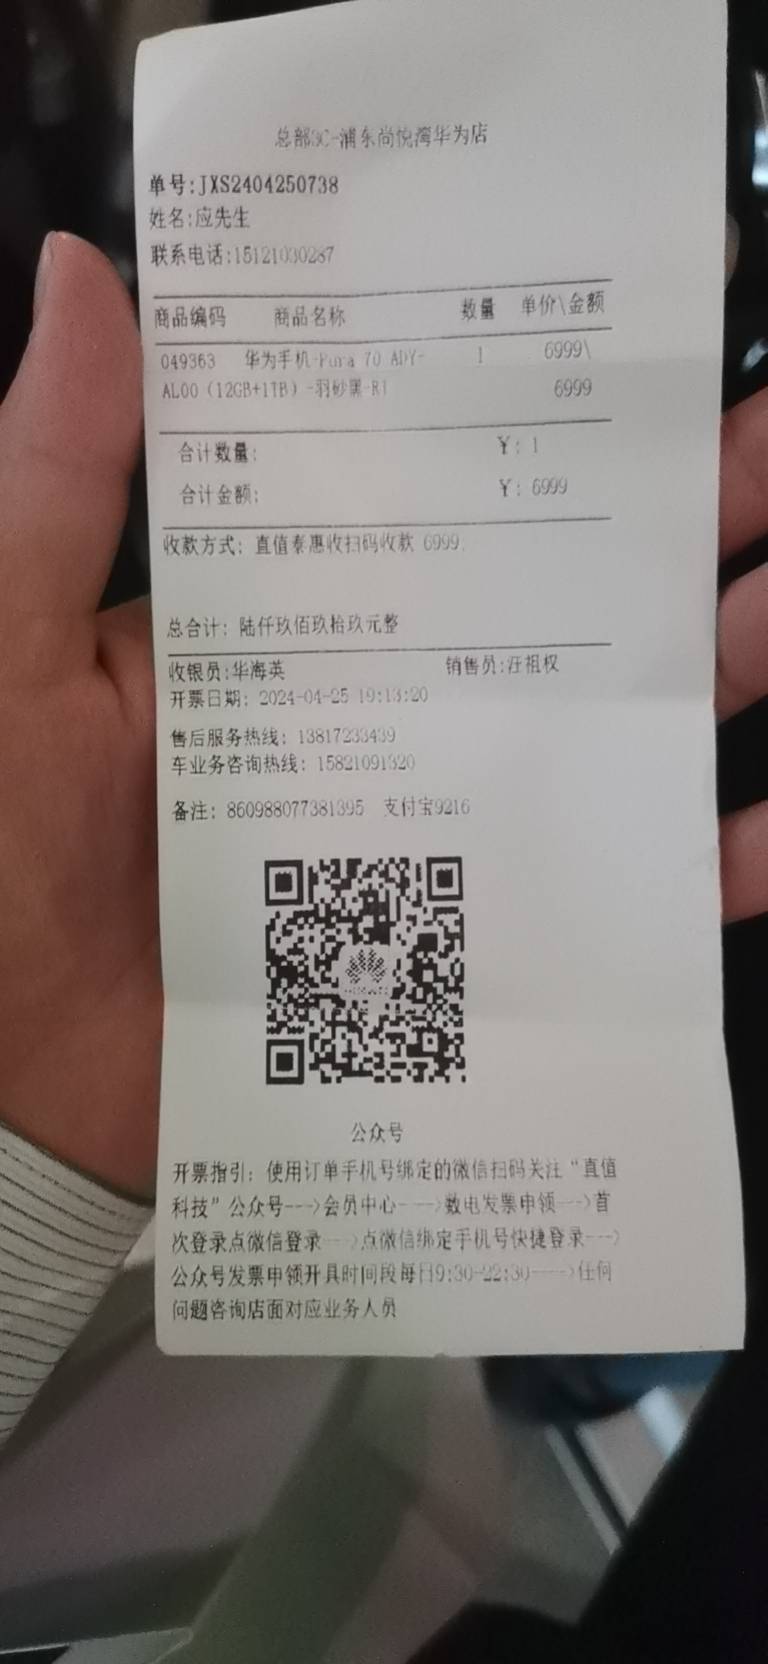 总部3C-浦东尚悦湾华为店
单号:JXS2404250738
姓名:应先生
联系电话:15121030287
商品编码 商品名称 数量 单价\金额
049363 华为手机-Pura 70 ADY- 1 6999\
AL00（12GB+1TB）-羽砂黑-R1 6999
合计数量: ￥: 1
合计金额: ￥: 6999
收款方式: 直值泰惠收扫码收款 6999.
总合计: 陆仟玖佰玖拾玖元整
收银员:华海英 销售员:汪祖权
开票日期: 2024-04-25 19:13:20
售后服务热线: 13817233439
车业务咨询热线: 15821091320
备注: 860988077381395 支付宝9216
公众号
开票指引: 使用订单手机号绑定的微信扫码关注“直值
科技”公众号--->会员中心---->数电发票申领---->首
次登录点微信登录---->点微信绑定手机号快捷登录---->
公众号发票申领开具时间段每日9:30-22:30---->任何
问题咨询店面对应业务人员